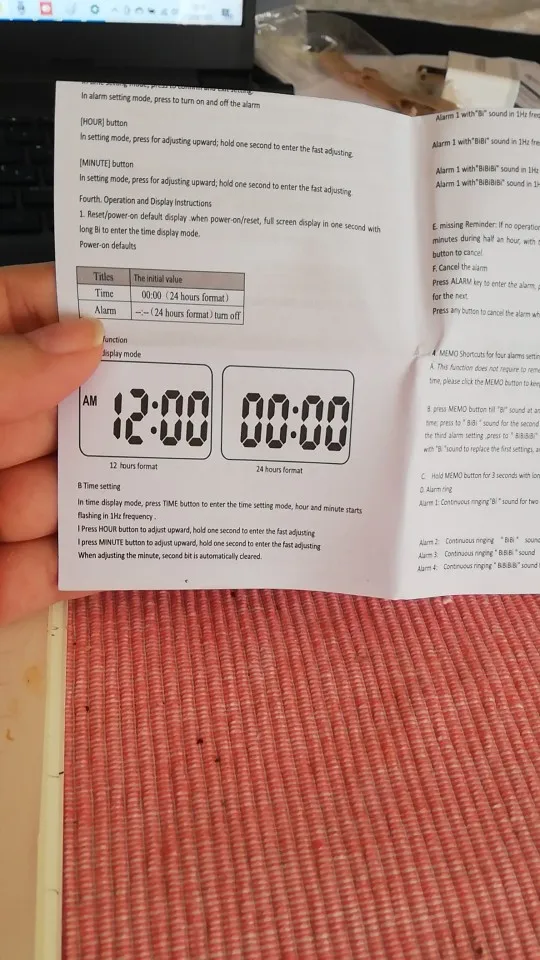 In alarm setting mode, press to turn on and off the alarm
[HOUR] button
In setting mode, press for adjusting upward; hold one second to enter the fast adjusting.
[MINUTE] button
In setting mode, press for adjusting upward; hold one second to enter the fast adjusting
Fourth. Operation and Display Instructions
1. Reset/power-on default display .when power-on/reset, full screen display in one second with
long Bi to enter the time display mode.
Power-on defaults
Titles The initial value
Time 00:00 (24 hours format)
Alarm --:-- (24 hours format) turn off
function
display mode
AM 12:00 00:00
12 hours format 24 hours format
B Time setting
In time display mode, press TIME button to enter the time setting mode, hour and minute starts
flashing in 1Hz frequency .
I Press HOUR button to adjust upward, hold one second to enter the fast adjusting
I press MINUTE button to adjust upward, hold one second to enter the fast adjusting
When adjusting the minute, second bit is automatically cleared.
Alarm 1 with"Bi" sound in 1Hz
Alarm 1 with"BiBi" sound in 1Hz
Alarm 1 with"BiBiBi" sound in 1Hz
Alarm 1 with"BiBiBiBi" sound in
E. missing Reminder: If no
minutes during half an hour, with
button to cancel
F. Cancel the alarm
Press ALARM key to enter the alarm,
for the next.
Press any button to cancel the alarm
4. MEMO Shortcuts for four alarms
A. This function does not require to
time, please click the MEMO button to
B. press MEMO button till "Bi" sound at
time; press to " BiBi " sound for the second
the third alarm setting .press to " BiBiBiBi"
with "Bi "sound to replace the first settings,
C. Hold MEMO button for 3 seconds with
D. Alarm ring
Alarm 1: Continuous ringing"Bi" sound for two
Alarm 2: Continuous ringing " BiBi "
Alarm 3: Continuous ringing " BiBiBi " sound
Alarm 4: Continuous ringing " BiBiBiBi" sound